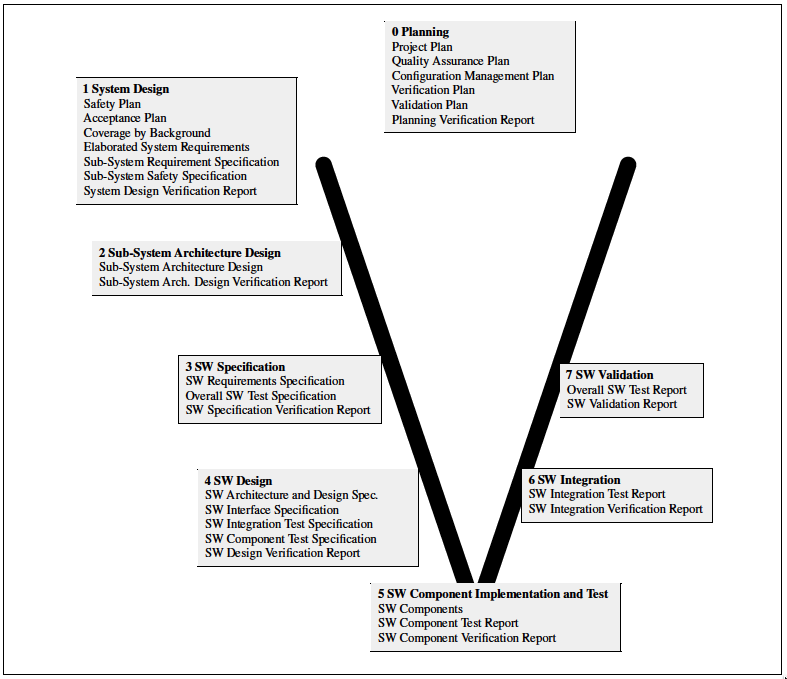 0 Planning
Project Plan
Quality Assurance Plan
Configuration Management Plan
Verification Plan
Validation Plan
Planning Verification Report
1 System Design
Safety Plan
Acceptance Plan
Coverage by Background
Elaborated System Requirements
Sub-System Requirement Specification
Sub-System Safety Specification
System Design Verification Report
2 Sub-System Architecture Design
Sub-System Architecture Design
Sub-System Arch. Design Verification Report
3 SW Specification
SW Requirements Specification
Overall SW Test Specification
SW Specification Verification Report
4 SW Design
SW Architecture and Design Spec.
SW Interface Specification
SW Integration Test Specification
SW Component Test Specification
SW Design Verification Report
5 SW Component Implementation and Test
SW Components
SW Component Test Report
SW Component Verification Report
6 SW Integration
SW Integration Test Report
SW Integration Verification Report
7 SW Validation
Overall SW Test Report
SW Validation Report